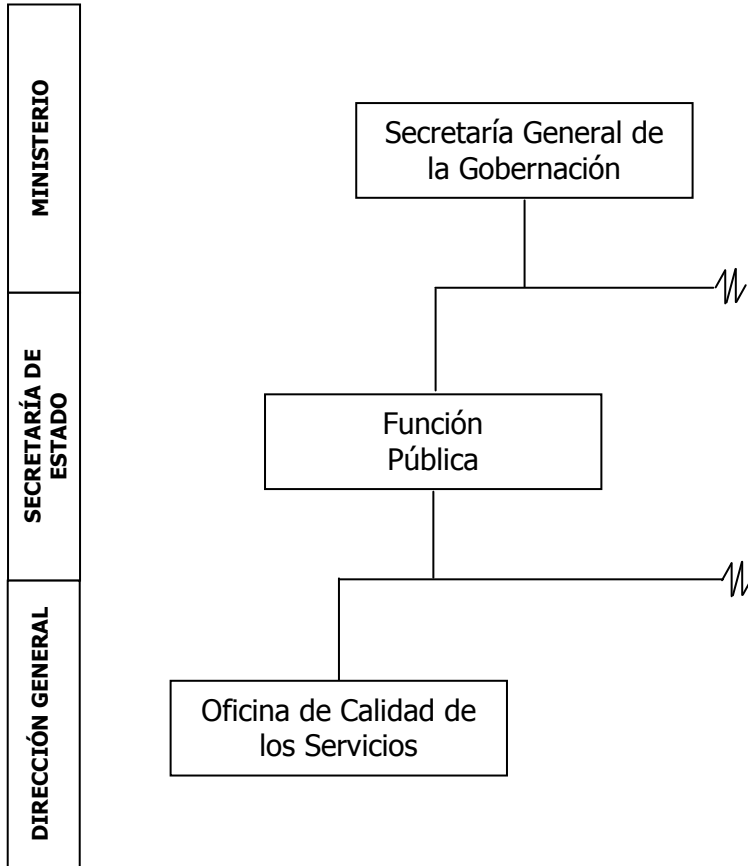 MINISTERIO
Secretaría General de
la Gobernación
SECRETARÍA DE
ESTADO
Función
Pública
DIRECCIÓN GENERAL
Oficina de Calidad de
los Servicios